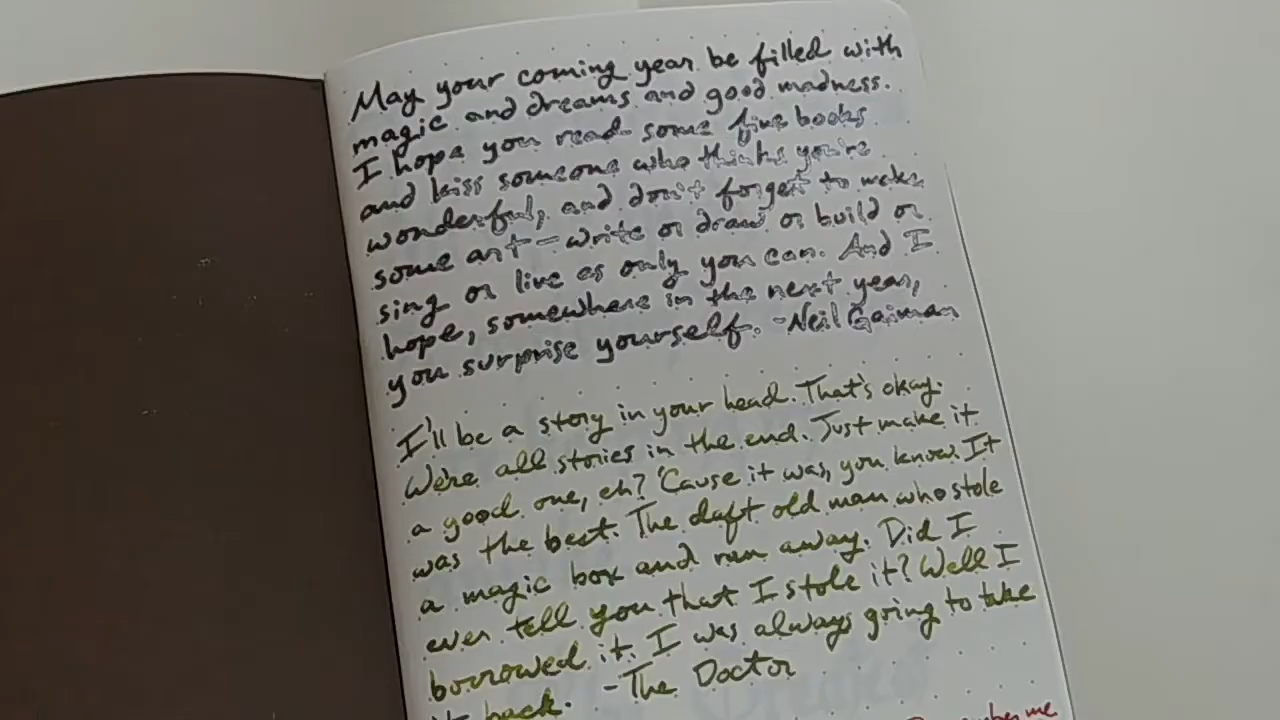 May your coming year be filled with
magic and dreams and good madness.
I hope you read some fine books
and kiss someone who thinks you're
wonderful, and don't forget to make
some art - write or draw or build or
sing or live as only you can. And I
hope, somewhere in the next year,
you surprise yourself. -Neil Gaiman
I'll be a story in your head. That's okay.
We're all stories in the end. Just make it
a good one, eh? 'Cause it was, you know. It
was the best. The daft old man who stole
a magic box and run away. Did I
ever tell you that I stole it? Well I
borrowed it. I was always going to take
it back. - The Doctor
me